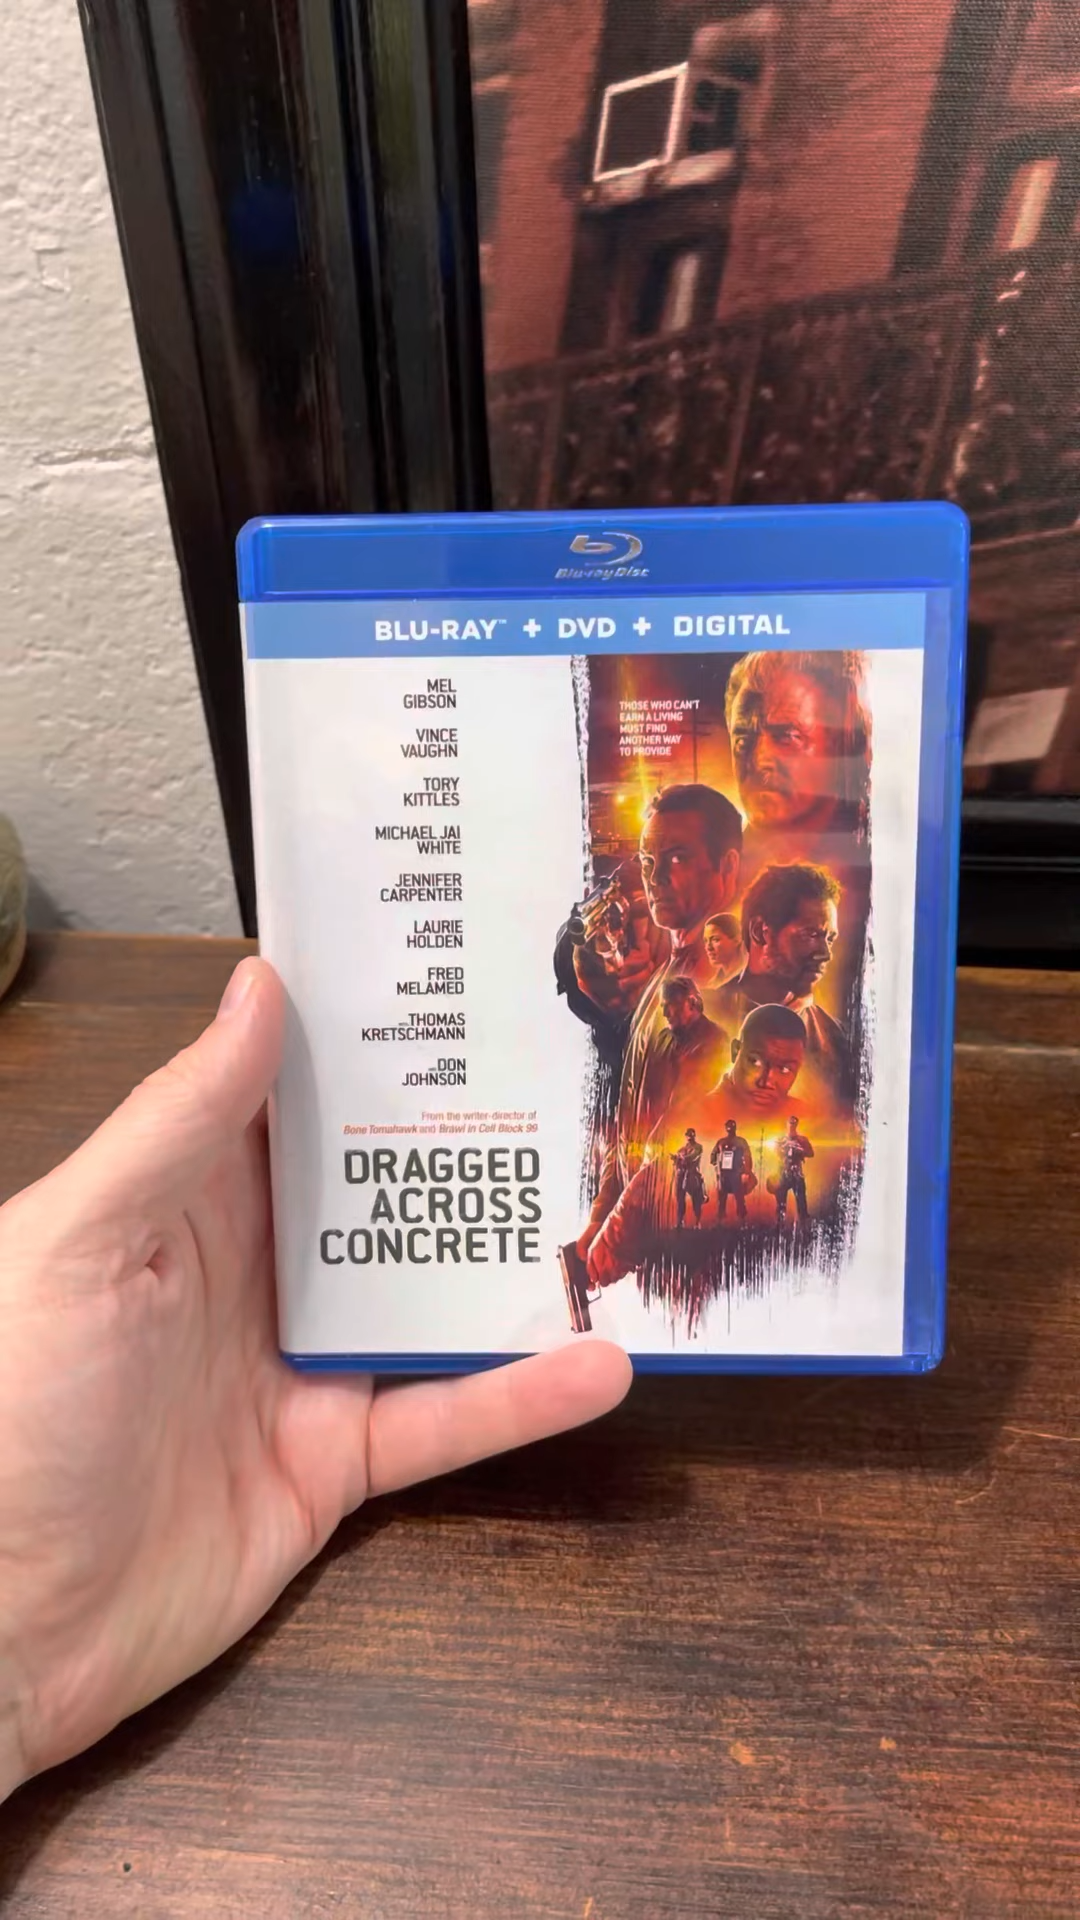 Blu-ray Disc
BLU-RAY™ + DVD + DIGITAL
MEL
GIBSON
VINCE
VAUGHN
TORY
KITTLES
MICHAEL JAI
WHITE
JENNIFER
CARPENTER
LAURIE
HOLDEN
FRED
MELAMED
THOMAS
KRETSCHMANN
DON
JOHNSON
THOSE WHO CAN'T
EARN A LIVING
MUST FIND
ANOTHER WAY
TO PROVIDE
From the writer-director of
Bone Tomahawk and Brawl in Cell Block 99
DRAGGED
ACROSS
CONCRETE